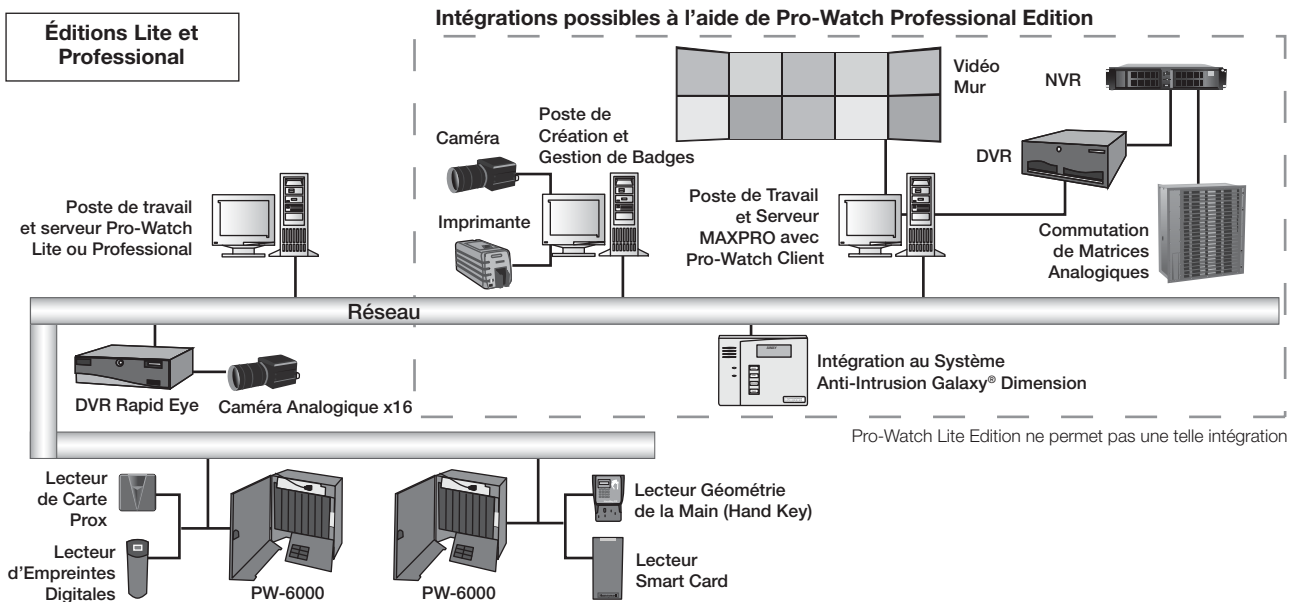 Éditions Lite et
Professional
Intégrations possibles à l'aide de Pro-Watch Professional Edition
Vidéo
Mur
NVR
Poste de
Création et
Gestion de Badges
Caméra
DVR
Poste de travail
et serveur Pro-Watch
Lite ou Professional
Imprimante
Poste de Travail
et Serveur
MAXPRO avec
Pro-Watch Client
Commutation
de Matrices
Analogiques
Réseau
Intégration au Système
Anti-Intrusion Galaxy® Dimension
DVR Rapid Eye
Caméra Analogique x16
Pro-Watch Lite Edition ne permet pas une telle intégration
Lecteur
de Carte
Prox
Lecteur
d'Empreintes
Digitales
PW-6000
PW-6000
Lecteur Géométrie
de la Main (Hand Key)
Lecteur
Smart Card